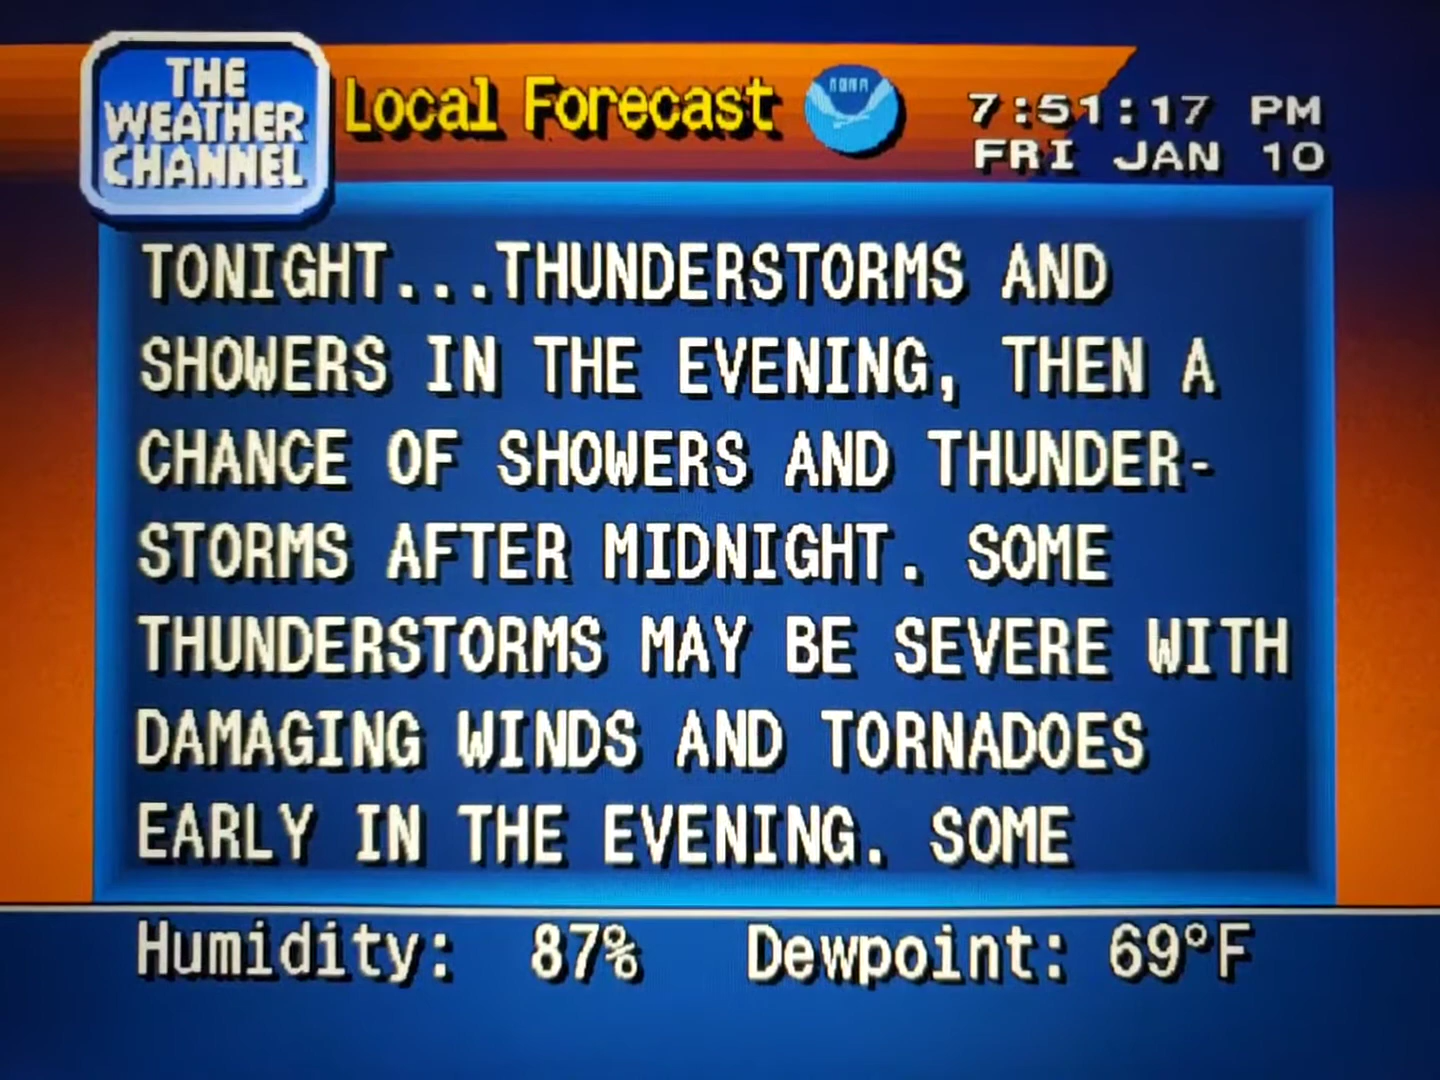 THE
WEATHER
CHANNEL
Local Forecast
NOAA
7:51:17 PM
FRI JAN 10
TONIGHT...THUNDERSTORMS AND
SHOWERS IN THE EVENING, THEN A
CHANCE OF SHOWERS AND THUNDER-
STORMS AFTER MIDNIGHT. SOME
THUNDERSTORMS MAY BE SEVERE WITH
DAMAGING WINDS AND TORNADOES
EARLY IN THE EVENING. SOME
Humidity: 87% Dewpoint: 69°F